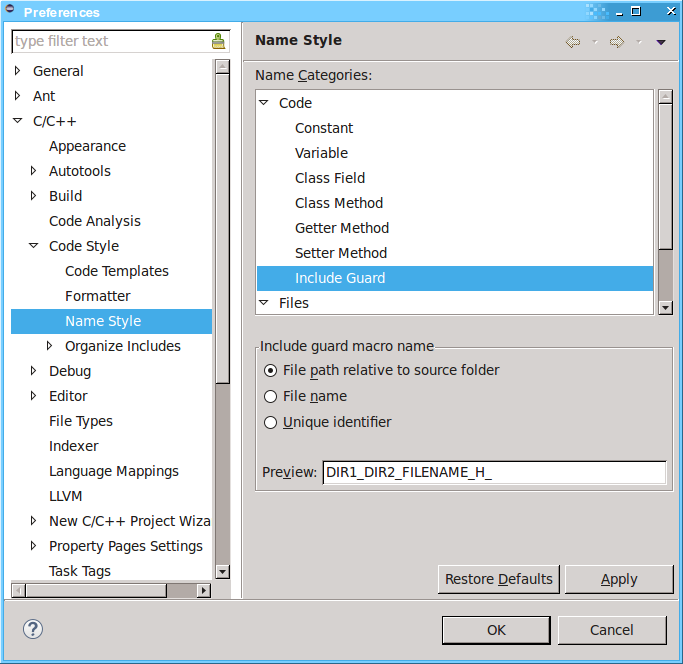 Preferences
type filter text
General
Ant
C/C++
Appearance
Autotools
Build
Code Analysis
Code Style
Code Templates
Formatter
Name Style
Organize Includes
Debug
Editor
File Types
Indexer
Language Mappings
LLVM
New C/C++ Project Wiza
Property Pages Settings
Task Tags
Name Style
Name Categories:
Code
Constant
Variable
Class Field
Class Method
Getter Method
Setter Method
Include Guard
Files
Include guard macro name
File path relative to source folder
File name
Unique identifier
Preview: DIR1_DIR2_FILENAME_H_
Restore Defaults Apply
? OK Cancel